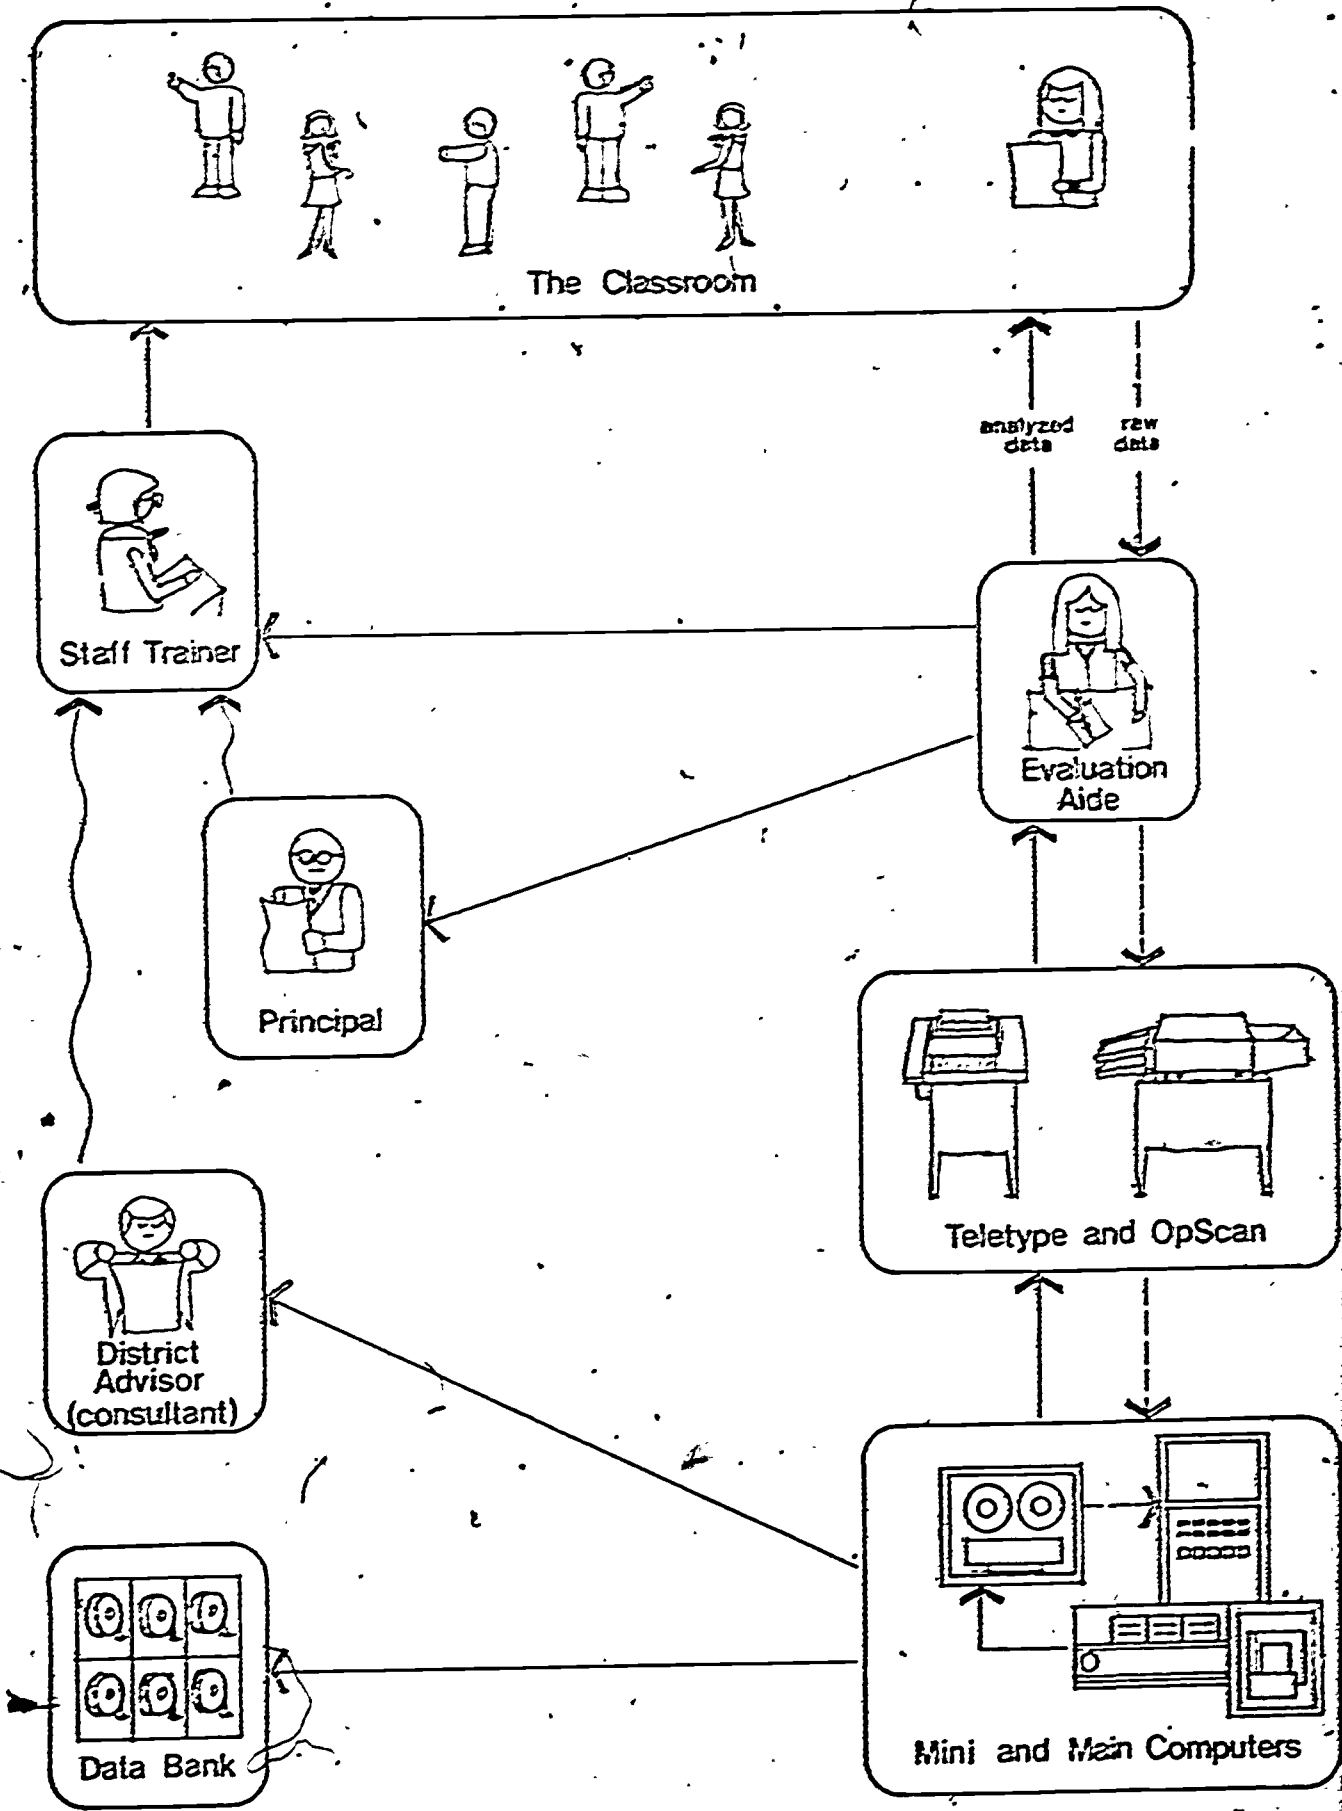 The Classroom
analyzed
data
raw
data
Staff Trainer
Evaluation
Aide
Principal
Teletype and OpScan
District
Advisor
(consultant)
Data Bank
Mini and Main Computers